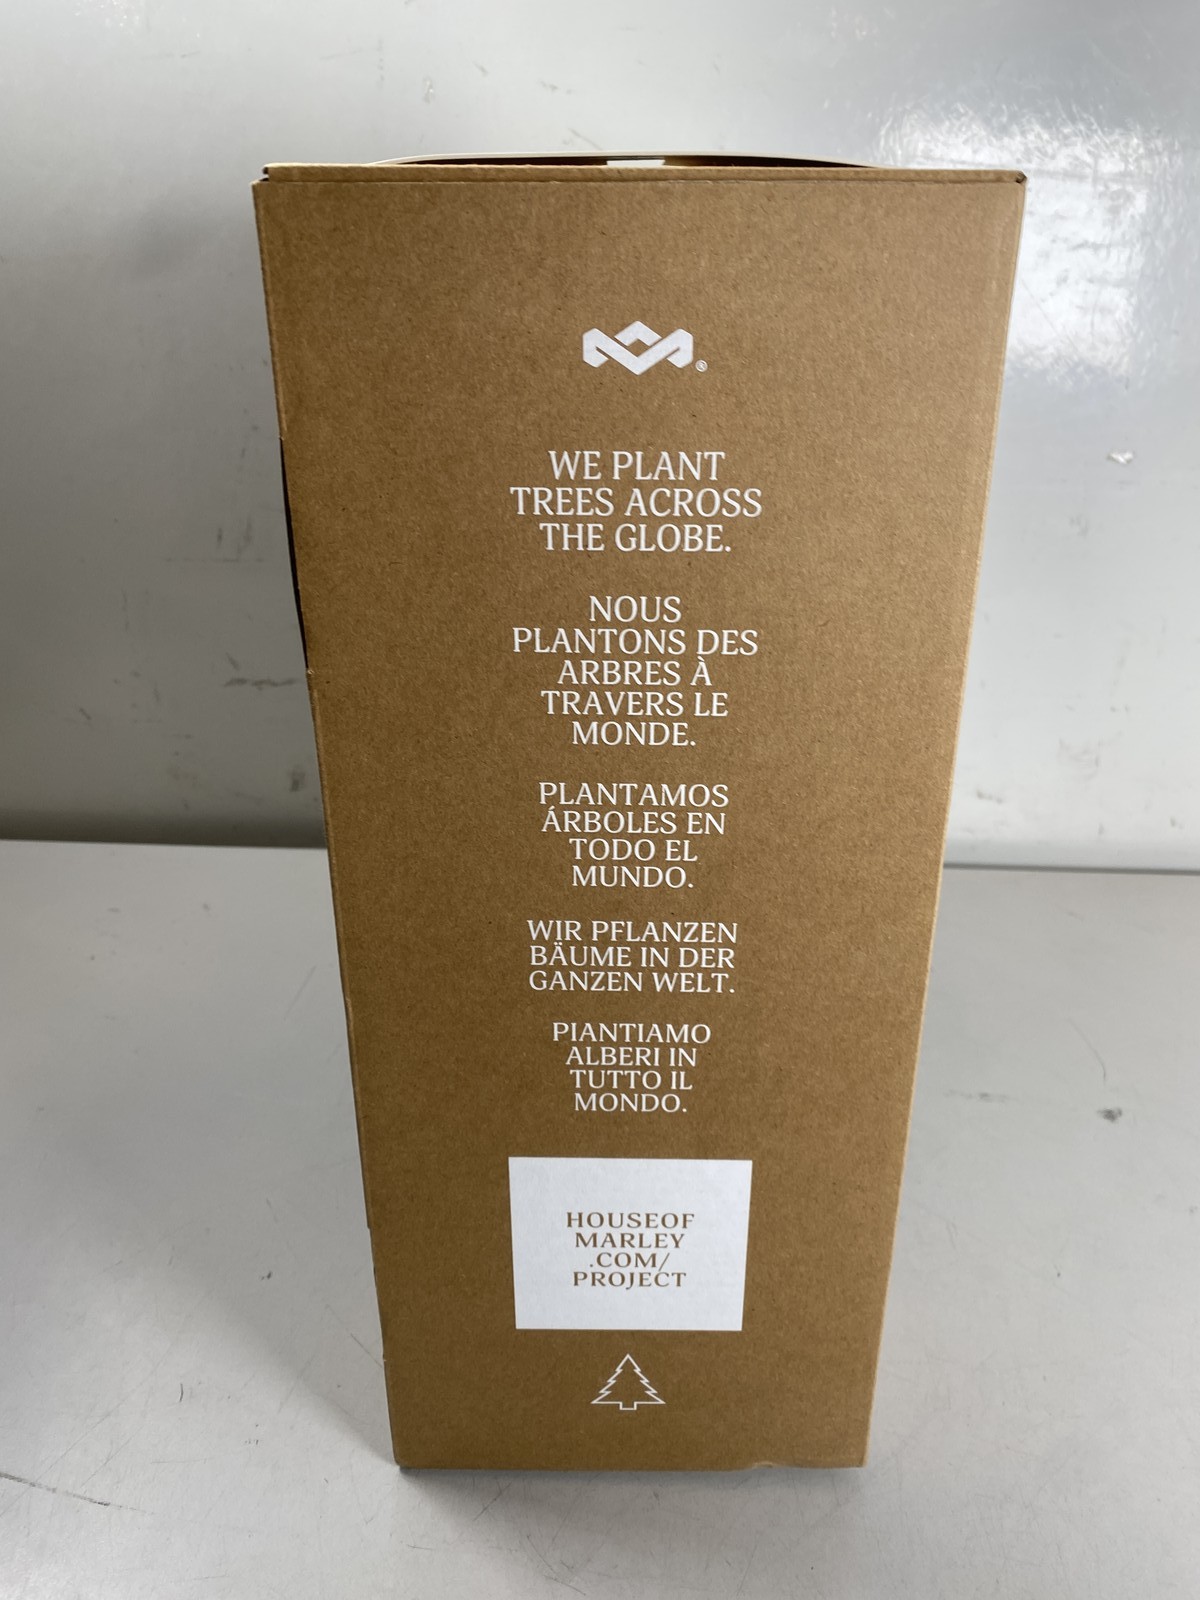 ®
WE PLANT
TREES ACROSS
THE GLOBE.
NOUS
PLANTONS DES
ARBRES À
TRAVERS LE
MONDE.
PLANTAMOS
ÁRBOLES EN
TODO EL
MUNDO.
WIR PFLANZEN
BÄUME IN DER
GANZEN WELT.
PIANTIAMO
ALBERI IN
TUTTO IL
MONDO.
HOUSEOF
MARLEY
.COM/
PROJECT